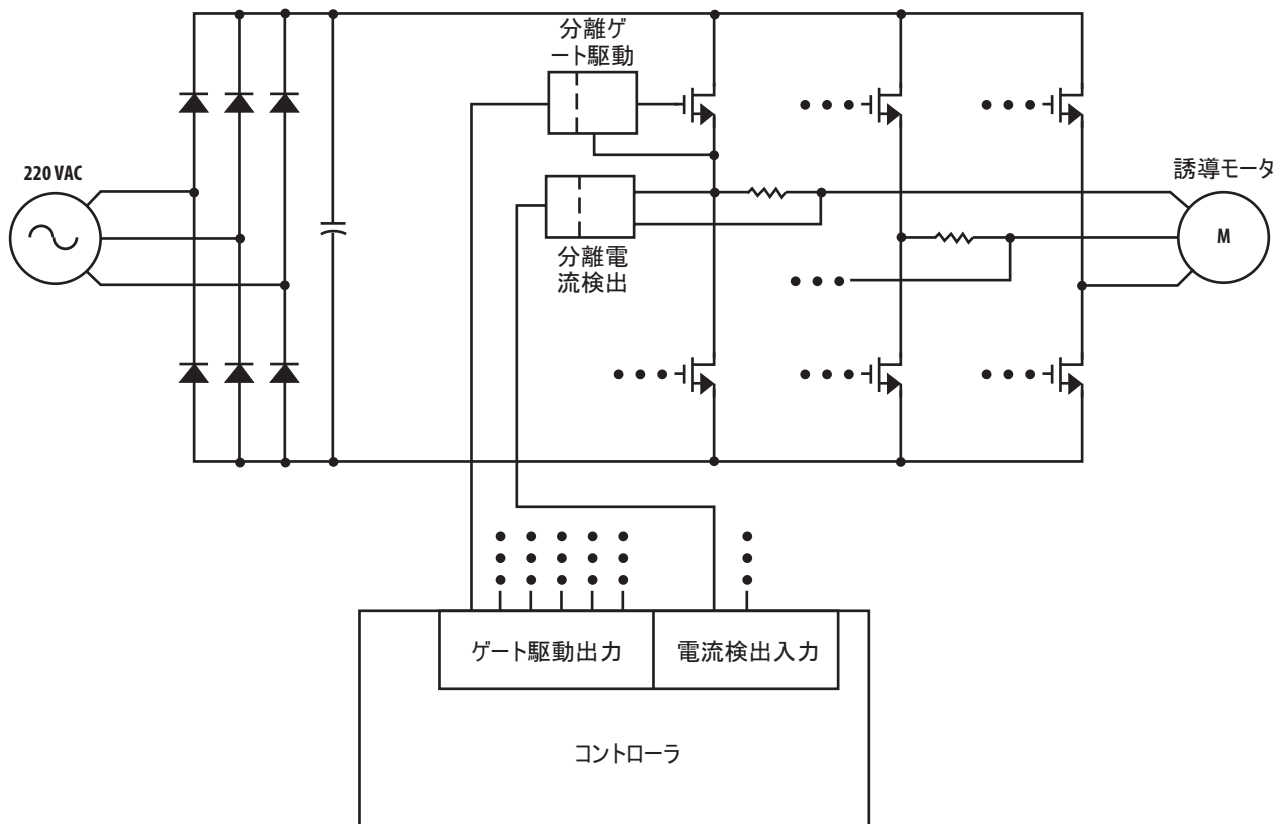 分離ゲ
ート駆動
220 VAC
誘導モータ
分離電
流検出
M
ゲート駆動出力
電流検出入力
コントローラ